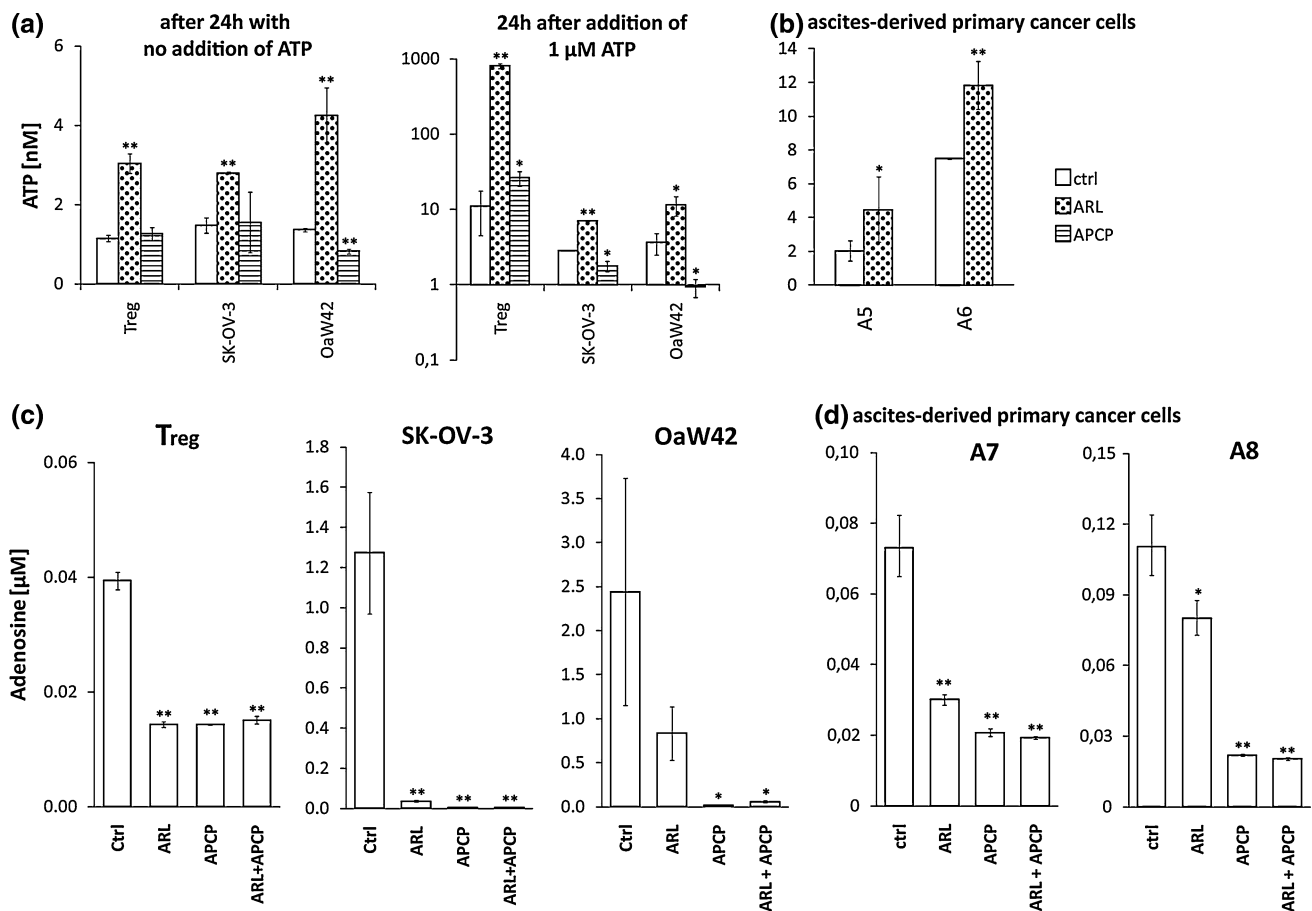 (a)
after 24h with
no addition of ATP
24h after addition of
1 µM ATP
ATP [nM]
6
4
2
0
** ** **
**
Treg
SK-OV-3
OaW42
1000
100
10
1
0,1
**
*
**
*
*
*
Treg
SK-OV-3
OaW42
(b) ascites-derived primary cancer cells
14
12
10
8
6
4
2
0
*
**
A5
A6
ctrl
ARL
APCP
(c)
Adenosine [µM]
Treg
0.06
0.04
0.02
0.00
** ** **
Ctrl
ARL
APCP
ARL+APCP
SK-OV-3
1.8
1.6
1.4
1.2
1.0
0.8
0.6
0.4
0.2
0.0
** ** **
Ctrl
ARL
APCP
ARL+APCP
OaW42
4.0
3.5
3.0
2.5
2.0
1.5
1.0
0.5
0.0
* *
Ctrl
ARL
APCP
ARL + APCP
(d) ascites-derived primary cancer cells
A7
0,10
0,08
0,06
0,04
0,02
0
** ** **
ctrl
ARL
APCP
ARL + APCP
A8
0,15
0,12
0,09
0,06
0,03
0
*
** **
ctrl
ARL
APCP
ARL + APCP